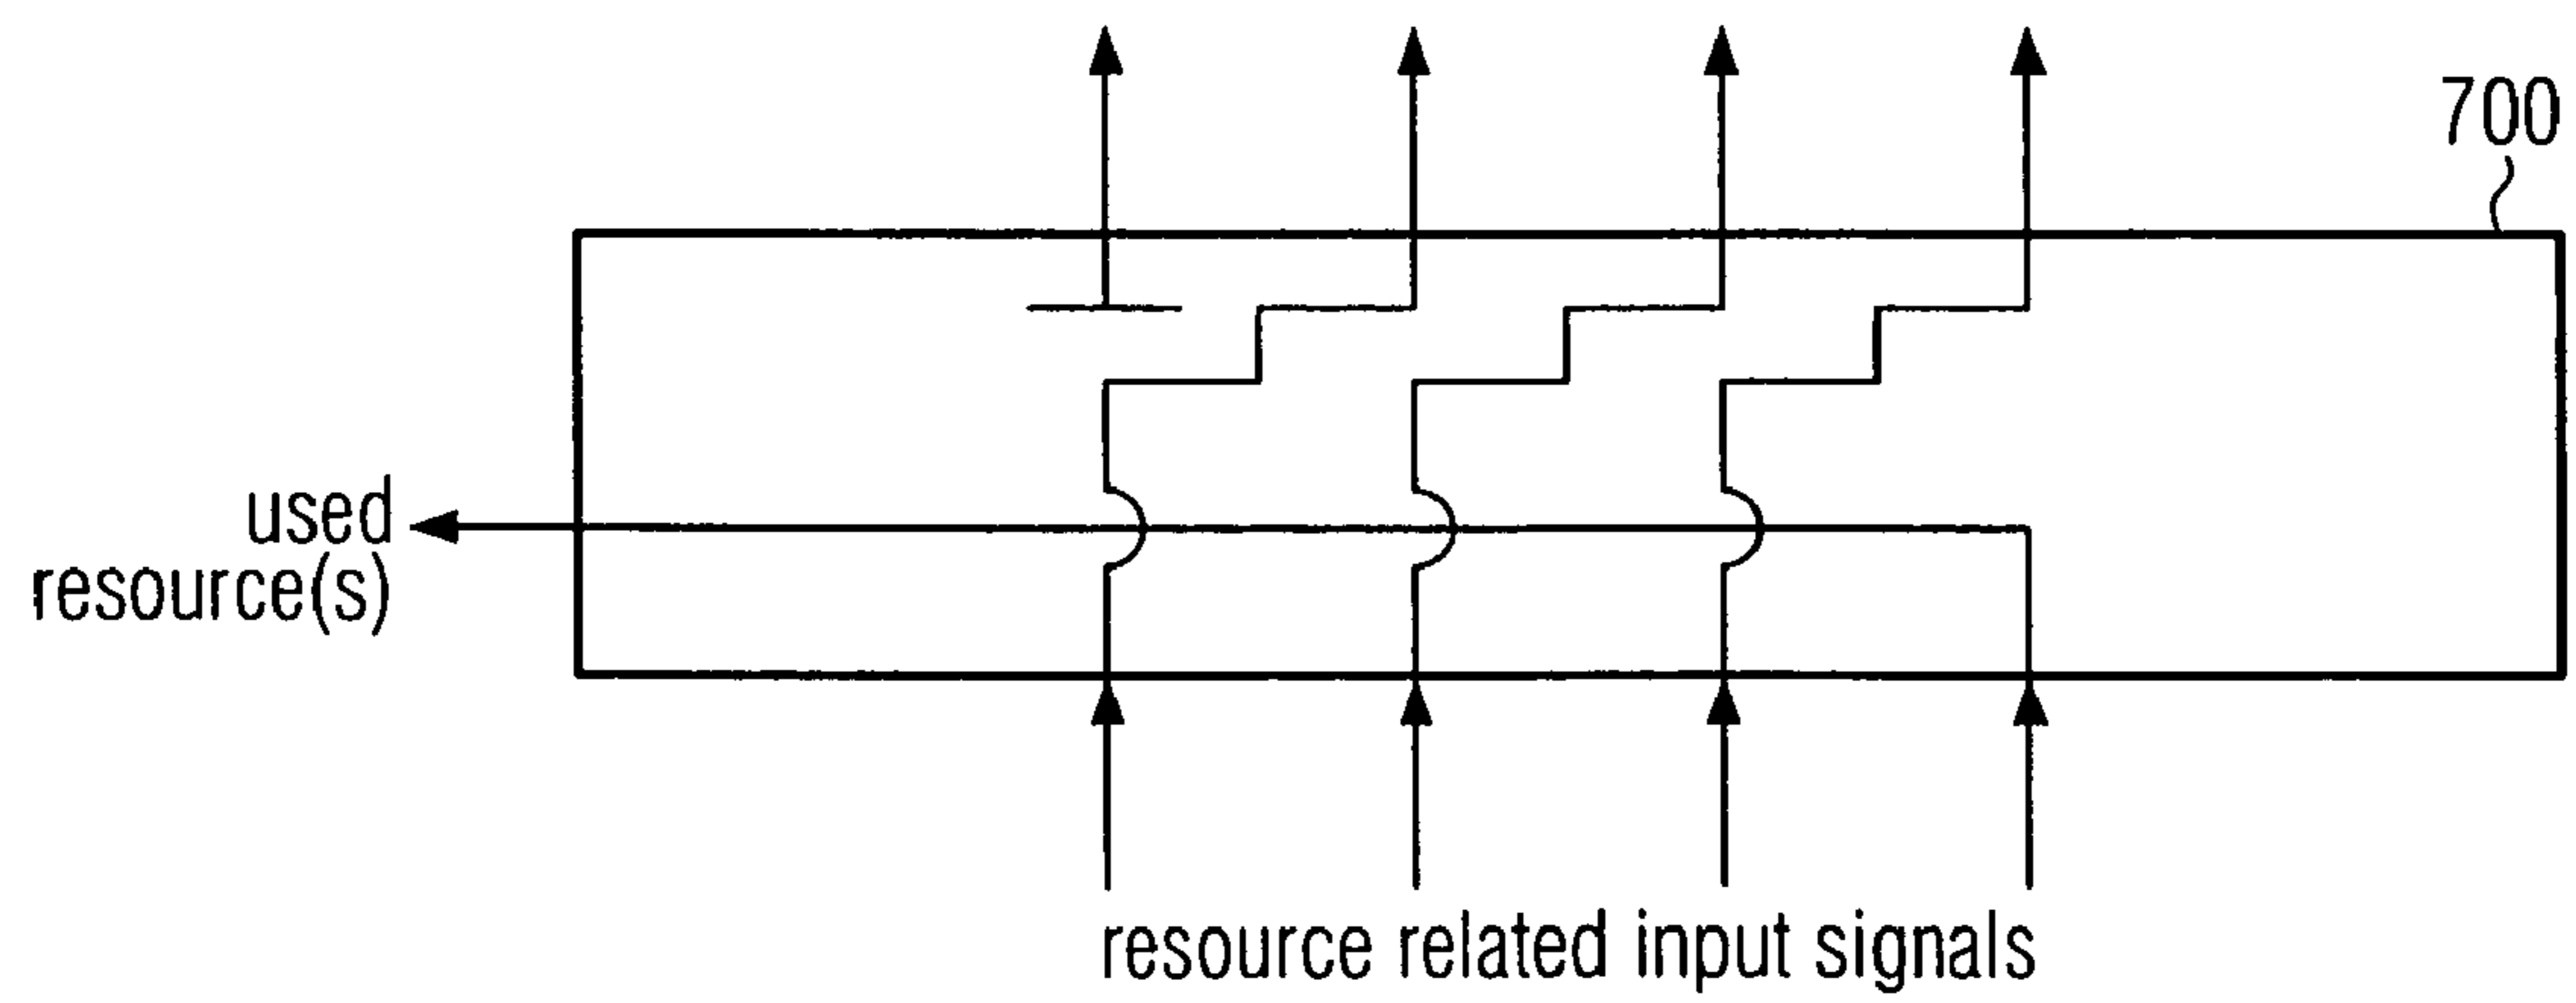 700
used
resource(s)
resource related input signals